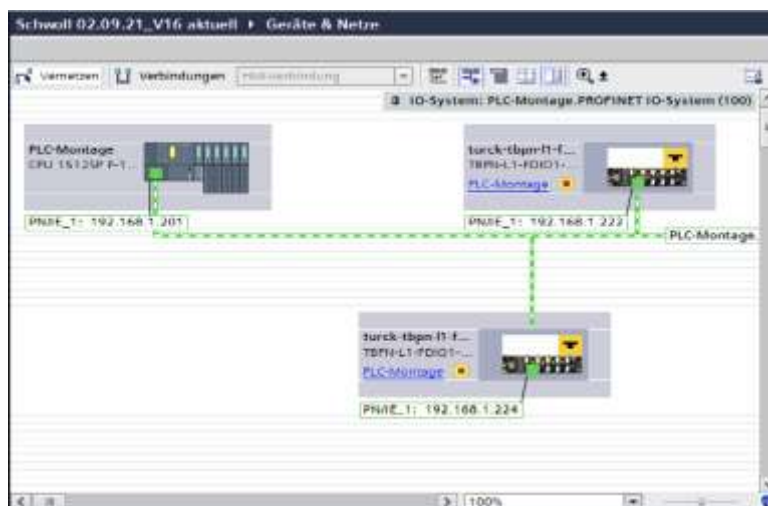 Schwoll 02.09.21_V16 aktuell ▸ Geräte & Netze
Vernetzen Verbindungen HMI-Verbindung
IO-System: PLC-Montage.PROFINET IO-System (100)
PLC-Montage
CPU 1512SP F-1...
turck-tbpn-l1-f...
TBPN-L1-FDIO1-...
PLC-Montage
PN/IE_1: 192.168.1.201
PN/IE_1: 192.168.1.222
PLC-Montage
turck-tbpn-l1-f...
TBPN-L1-FDIO1-...
PLC-Montage
PN/IE_1: 192.168.1.224
100%